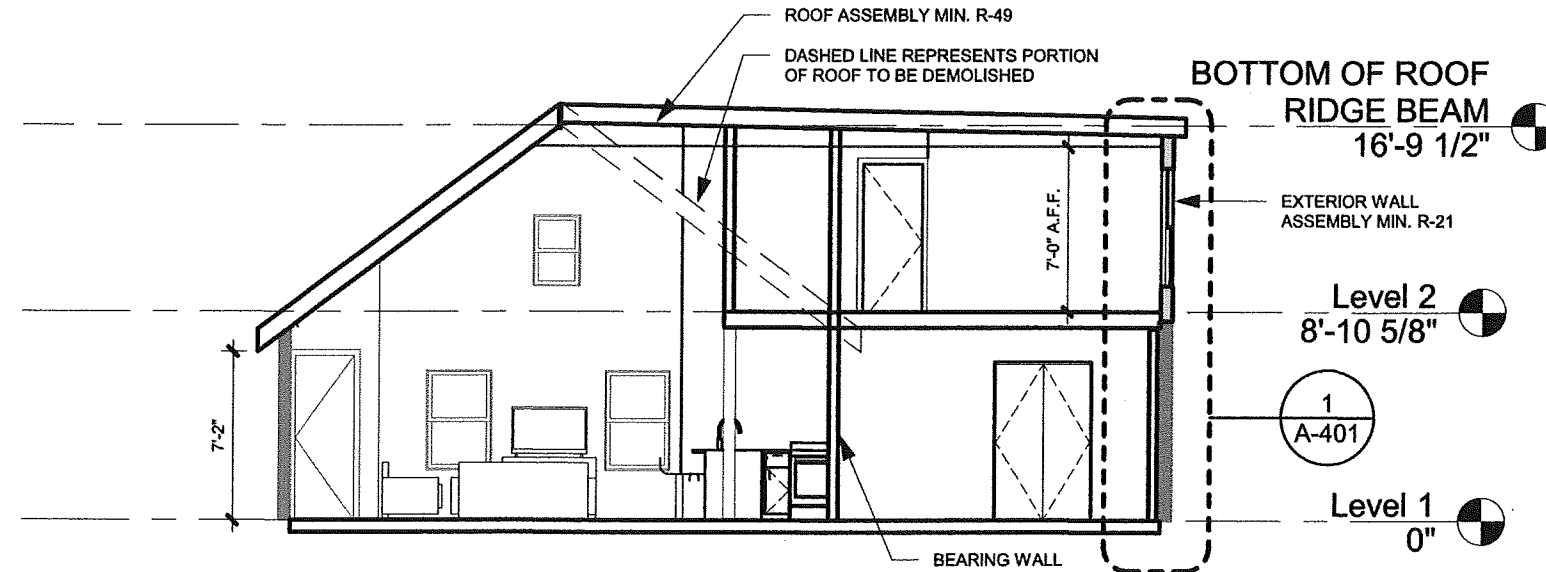 ROOF ASSEMBLY MIN. R-49
DASHED LINE REPRESENTS PORTION
OF ROOF TO BE DEMOLISHED
BOTTOM OF ROOF
RIDGE BEAM
16'-9 1/2"
EXTERIOR WALL
ASSEMBLY MIN. R-21
7'-0" A.F.F.
Level 2
8'-10 5/8"
1
A-401
7'-2"
Level 1
0"
BEARING WALL